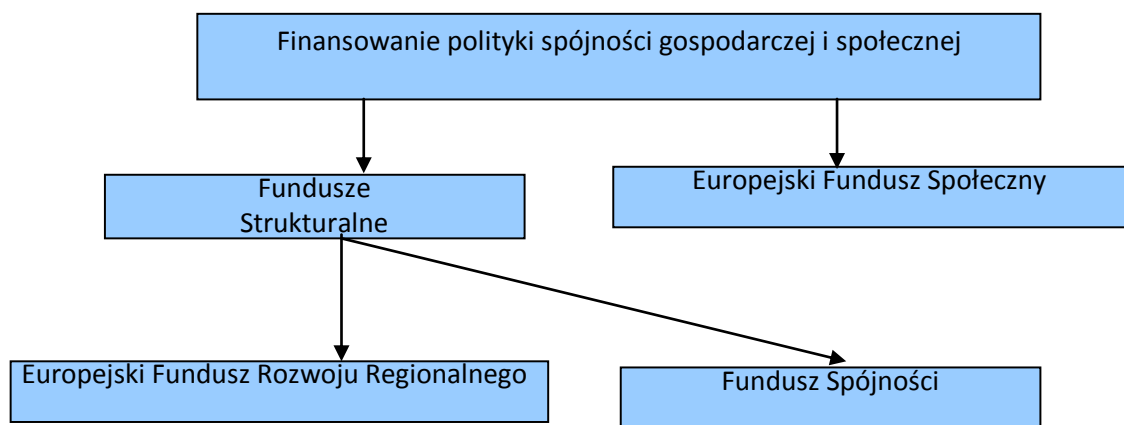 Finansowanie polityki spójności gospodarczej i społecznej
Fundusze
Strukturalne
Europejski Fundusz Społeczny
Europejski Fundusz Rozwoju Regionalnego
Fundusz Spójności